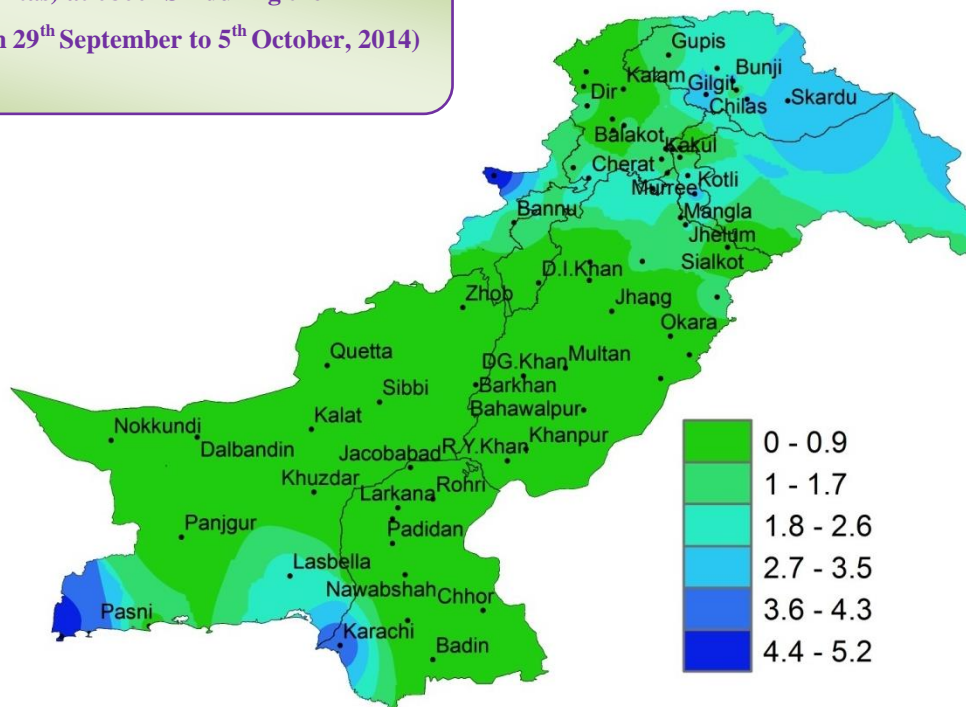 29th September to 5th October, 2014)
Gupis
Kalam
Bunji
Gilgit
Dir
Chilas
Skardu
Balakot
Kakul
Cherat
Murree
Kotli
Bannu
Mangla
Jhelum
Sialkot
D.I.Khan
Zhob
Jhang
Okara
Quetta
DG.Khan
Multan
Sibbi
Barkhan
Bahawalpur
Kalat
Nokkundi
Dalbandin
Jacobabad
R.Y.Khan
Khanpur
Khuzdar
Larkana
Rohri
Panjgur
Padidan
Lasbella
Nawabshah
Chhor
Pasni
Karachi
Badin
0 - 0.9
1 - 1.7
1.8 - 2.6
2.7 - 3.5
3.6 - 4.3
4.4 - 5.2